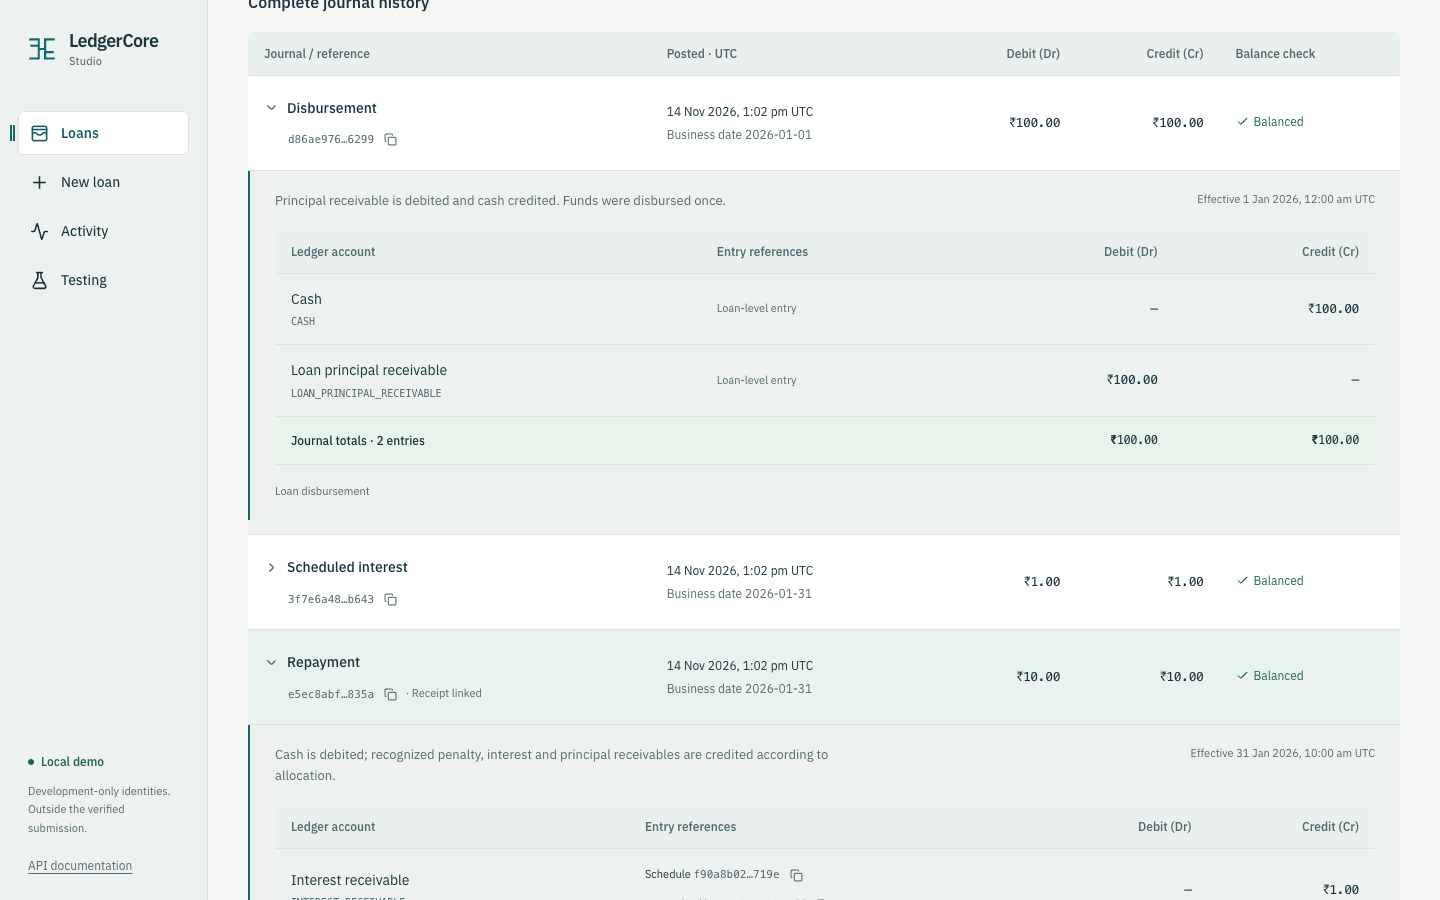 LedgerCore
Studio
Loans
New loan
Activity
Testing
Local demo
Development-only identities.
Outside the verified
submission.
API documentation
Complete journal history
Journal / reference Posted · UTC Debit (Dr) Credit (Cr) Balance check
Disbursement
d86ae976…6299
14 Nov 2026, 1:02 pm UTC
Business date 2026-01-01
₹100.00 ₹100.00 Balanced
Principal receivable is debited and cash credited. Funds were disbursed once.
Effective 1 Jan 2026, 12:00 am UTC
Ledger account Entry references Debit (Dr) Credit (Cr)
Cash
CASH
Loan-level entry – ₹100.00
Loan principal receivable
LOAN_PRINCIPAL_RECEIVABLE
Loan-level entry ₹100.00 –
Journal totals · 2 entries ₹100.00 ₹100.00
Loan disbursement
Scheduled interest
3f7e6a48…b643
14 Nov 2026, 1:02 pm UTC
Business date 2026-01-31
₹1.00 ₹1.00 Balanced
Repayment
e5ec8abf…835a · Receipt linked
14 Nov 2026, 1:02 pm UTC
Business date 2026-01-31
₹10.00 ₹10.00 Balanced
Cash is debited; recognized penalty, interest and principal receivables are credited according to
allocation.
Effective 31 Jan 2026, 10:00 am UTC
Ledger account Entry references Debit (Dr) Credit (Cr)
Interest receivable
Schedule f90a8b02…719e
– ₹1.00